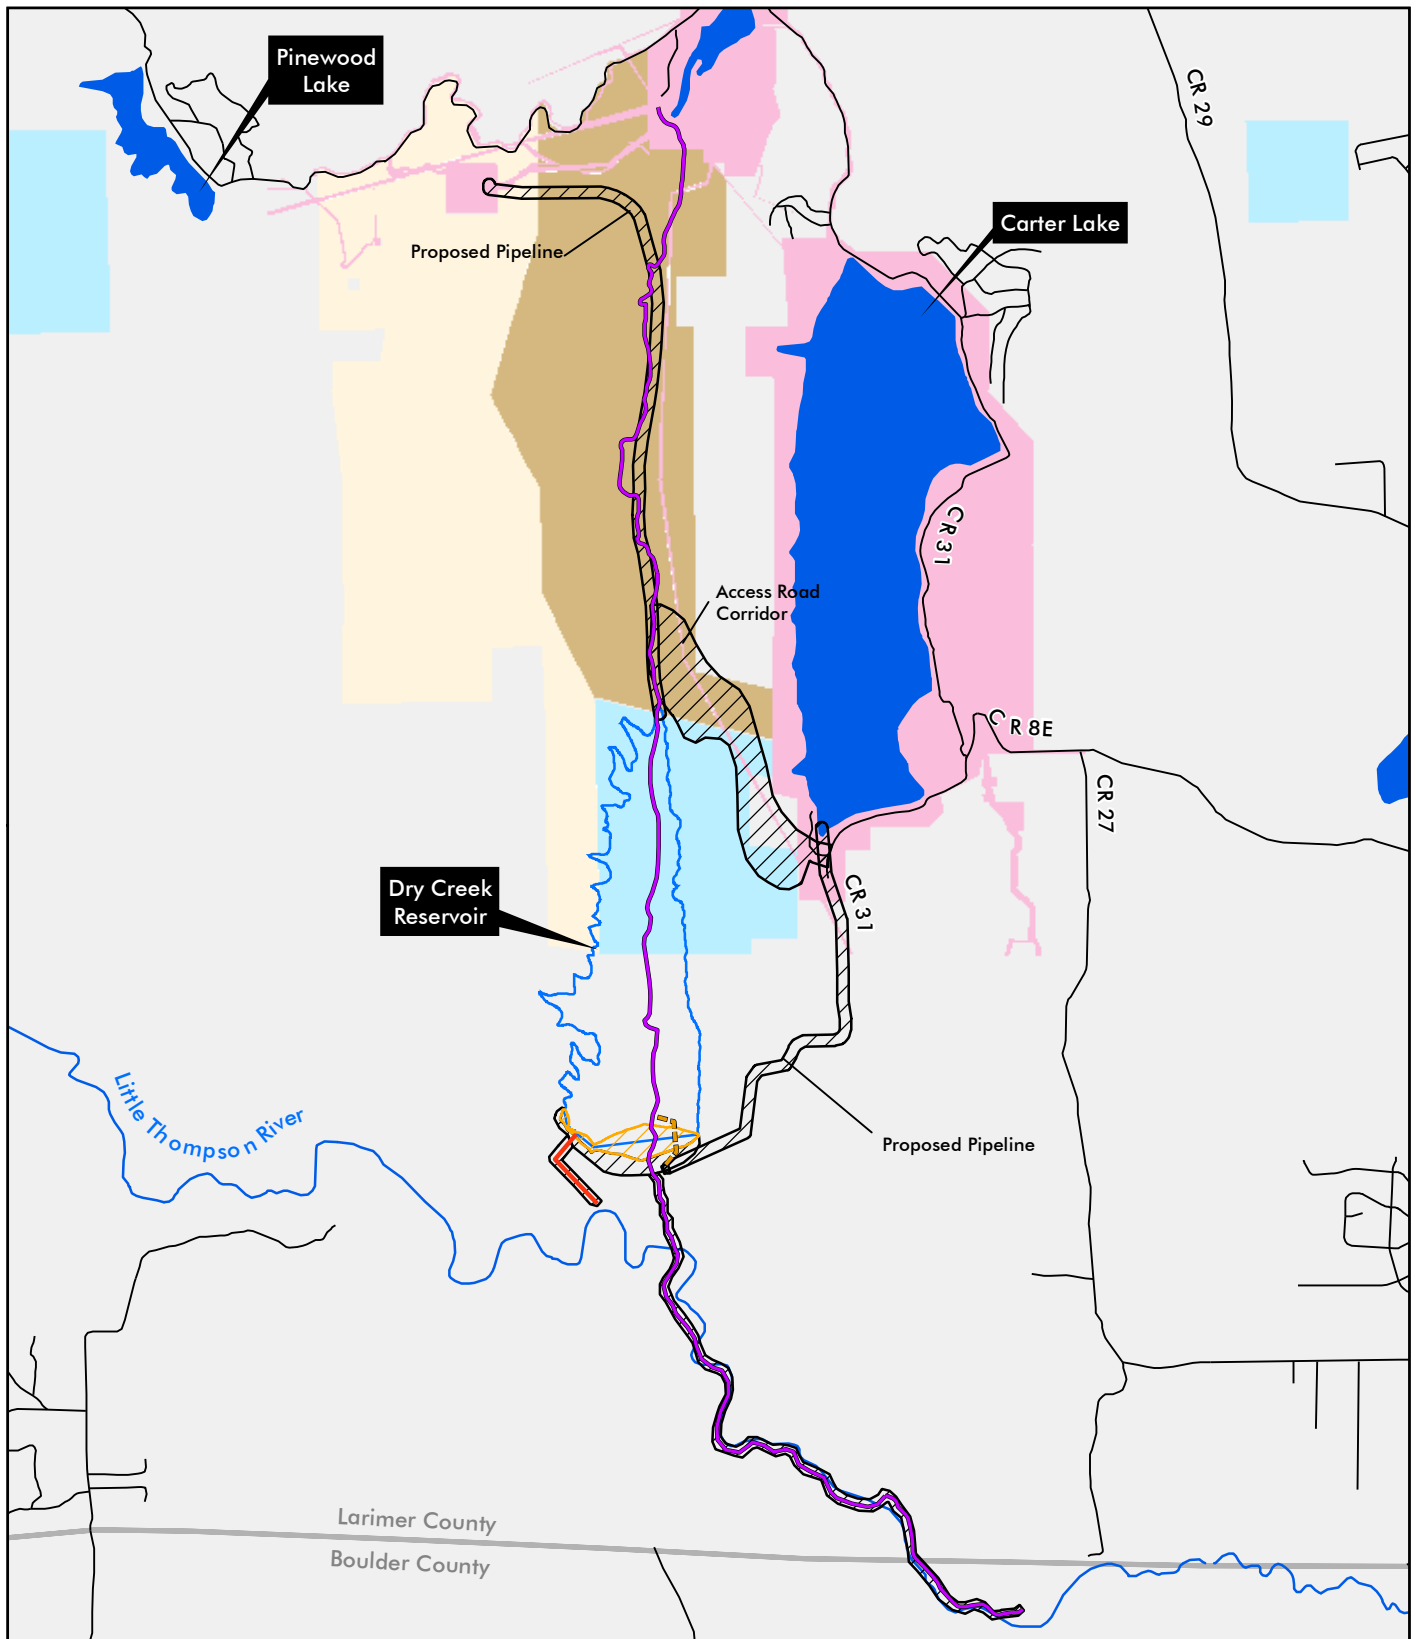 Pinewood
Lake
CR 29
Carter Lake
Proposed Pipeline
CR 31
Access Road
Corridor
CR 8E
CR 27
Dry Creek
Reservoir
CR 31
Little Thompson River
Proposed Pipeline
Larimer County
Boulder County